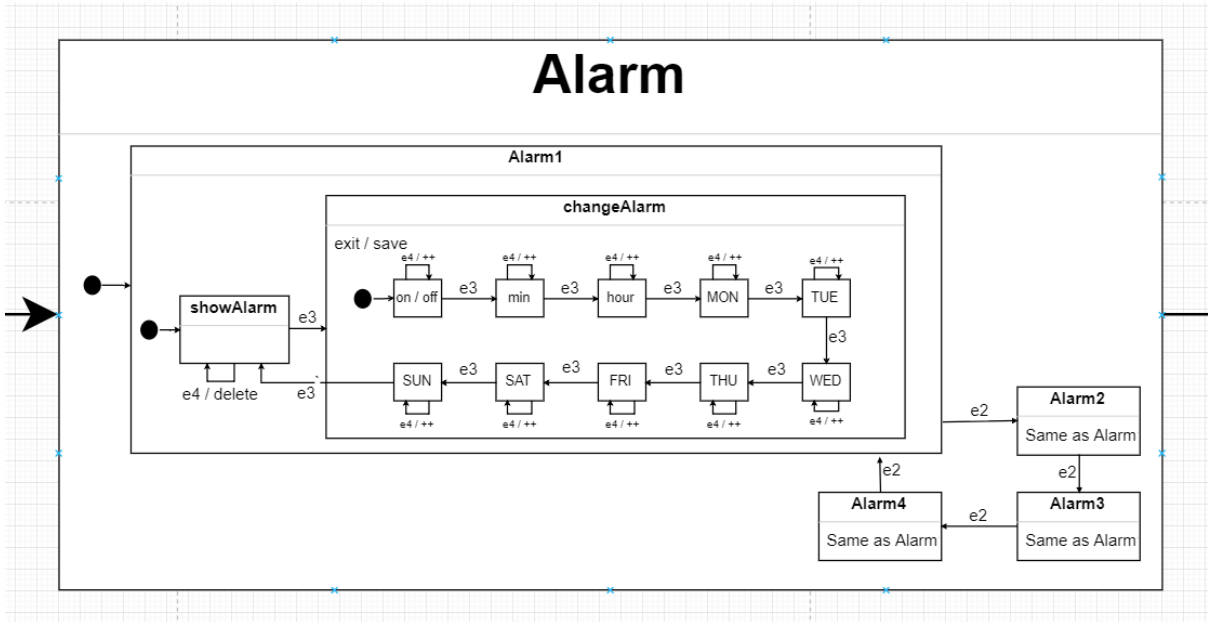 Alarm
Alarm1
changeAlarm
exit / save
e4 / ++
e4 / ++
e4 / ++
e4 / ++
e4 / ++
on / off
e3
min
e3
hour
e3
MON
e3
TUE
showAlarm
e3
e3
e4 / delete
e3
SUN
e3
SAT
e3
FRI
e3
THU
e3
WED
e4 / ++
e4 / ++
e4 / ++
e4 / ++
e4 / ++
e2
Alarm2
Same as Alarm
e2
e2
Alarm4
Same as Alarm
e2
Alarm3
Same as Alarm